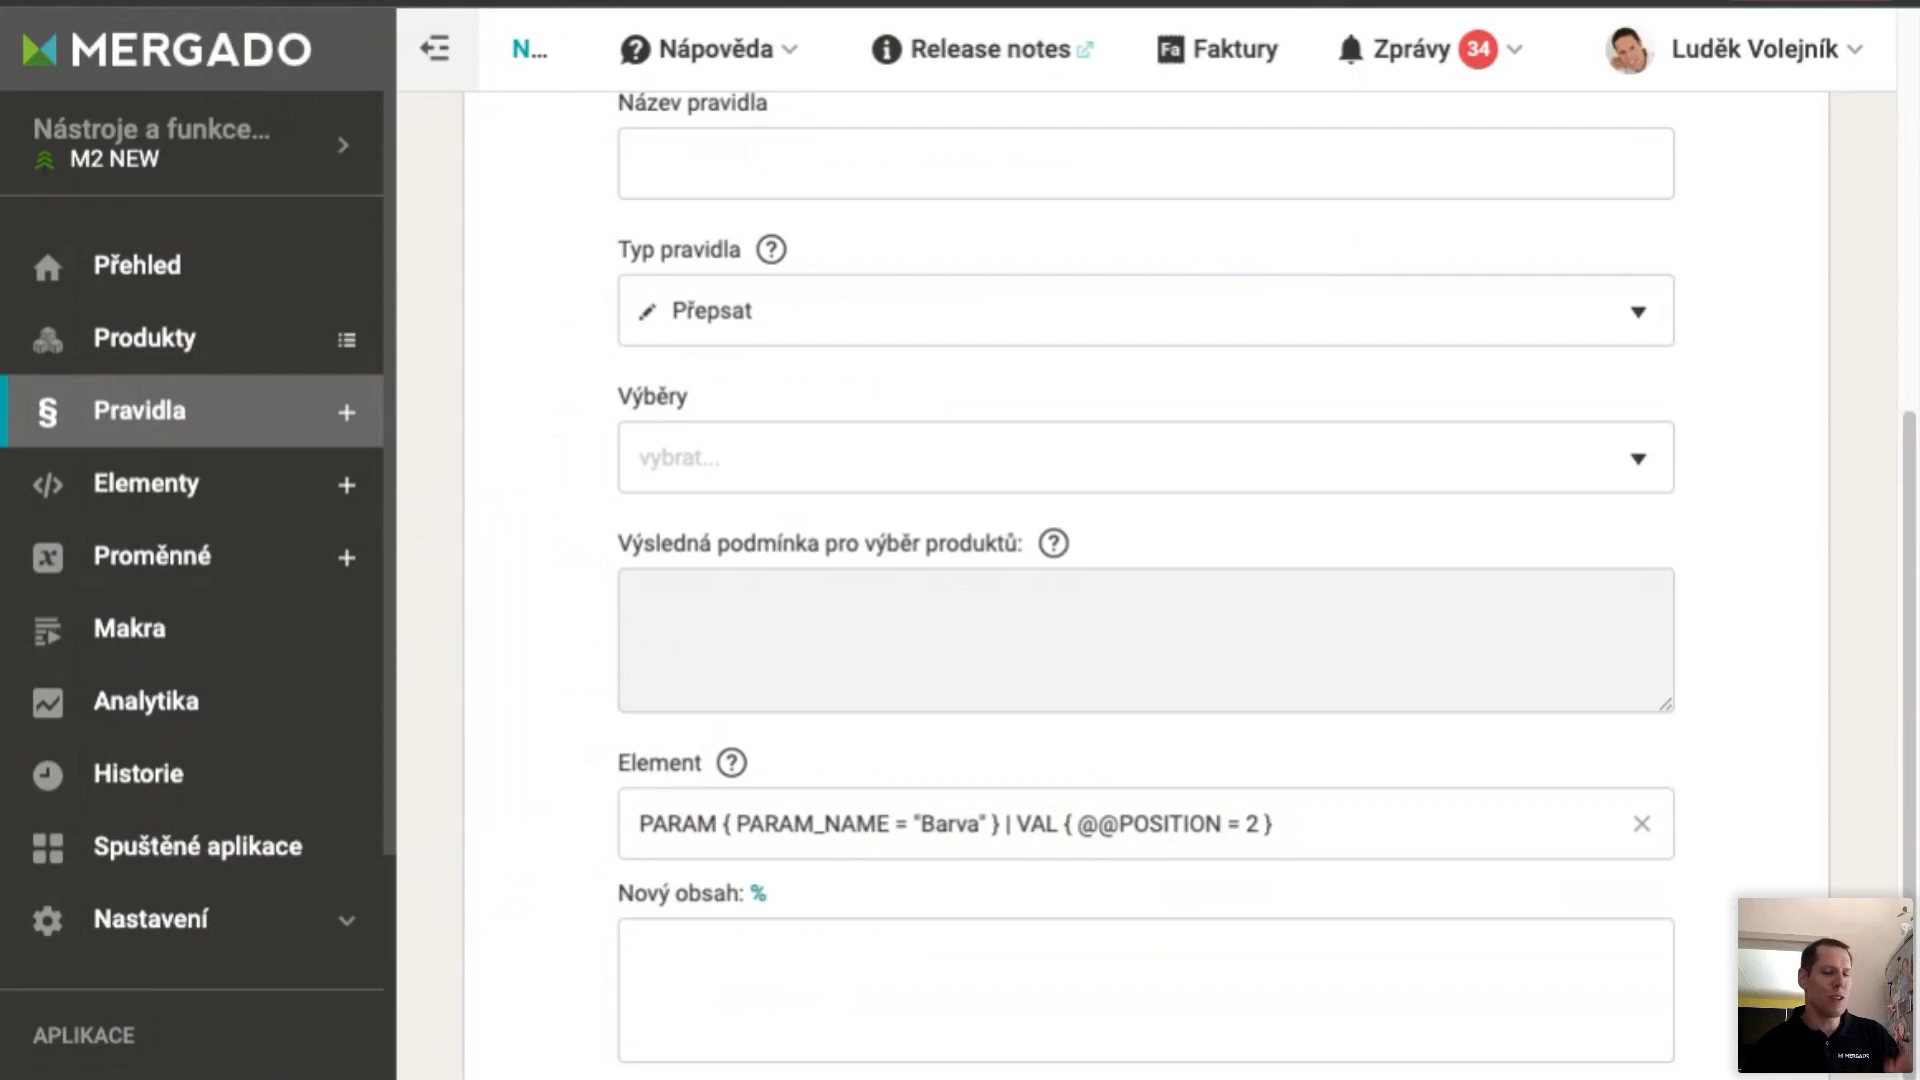 MERGADO
N...
Nápověda
Release notes
Fa Faktury
Zprávy 34
Luděk Volejník
Nástroje a funkce...
M2 NEW
Přehled
Produkty
§ Pravidla +
</> Elementy +
x Proměnné +
Makra
Analytika
Historie
Spuštěné aplikace
Nastavení
APLIKACE
Název pravidla
Typ pravidla ?
Přepsat
Výběry
vybrat...
Výsledná podmínka pro výběr produktů: ?
Element ?
PARAM { PARAM_NAME = "Barva" } | VAL { @@POSITION = 2 }
Nový obsah: %
MERGADO